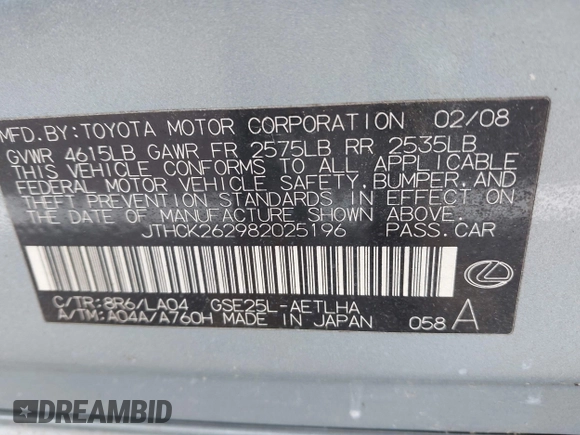 MFD. BY: TOYOTA MOTOR CORPORATION 02/08
GVWR 4615LB GAWR FR 2575LB RR 2535LB
THIS VEHICLE CONFORMS TO ALL APPLICABLE
FEDERAL MOTOR VEHICLE SAFETY, BUMPER, AND
THEFT PREVENTION STANDARDS IN EFFECT ON
THE DATE OF MANUFACTURE SHOWN ABOVE.
JTHCK262982025196 PASS. CAR
C/TR: 8R6/LA04 GSE25L-AETLHA
A/TM: A04A/A760H MADE IN JAPAN 058 A
DREAMBID